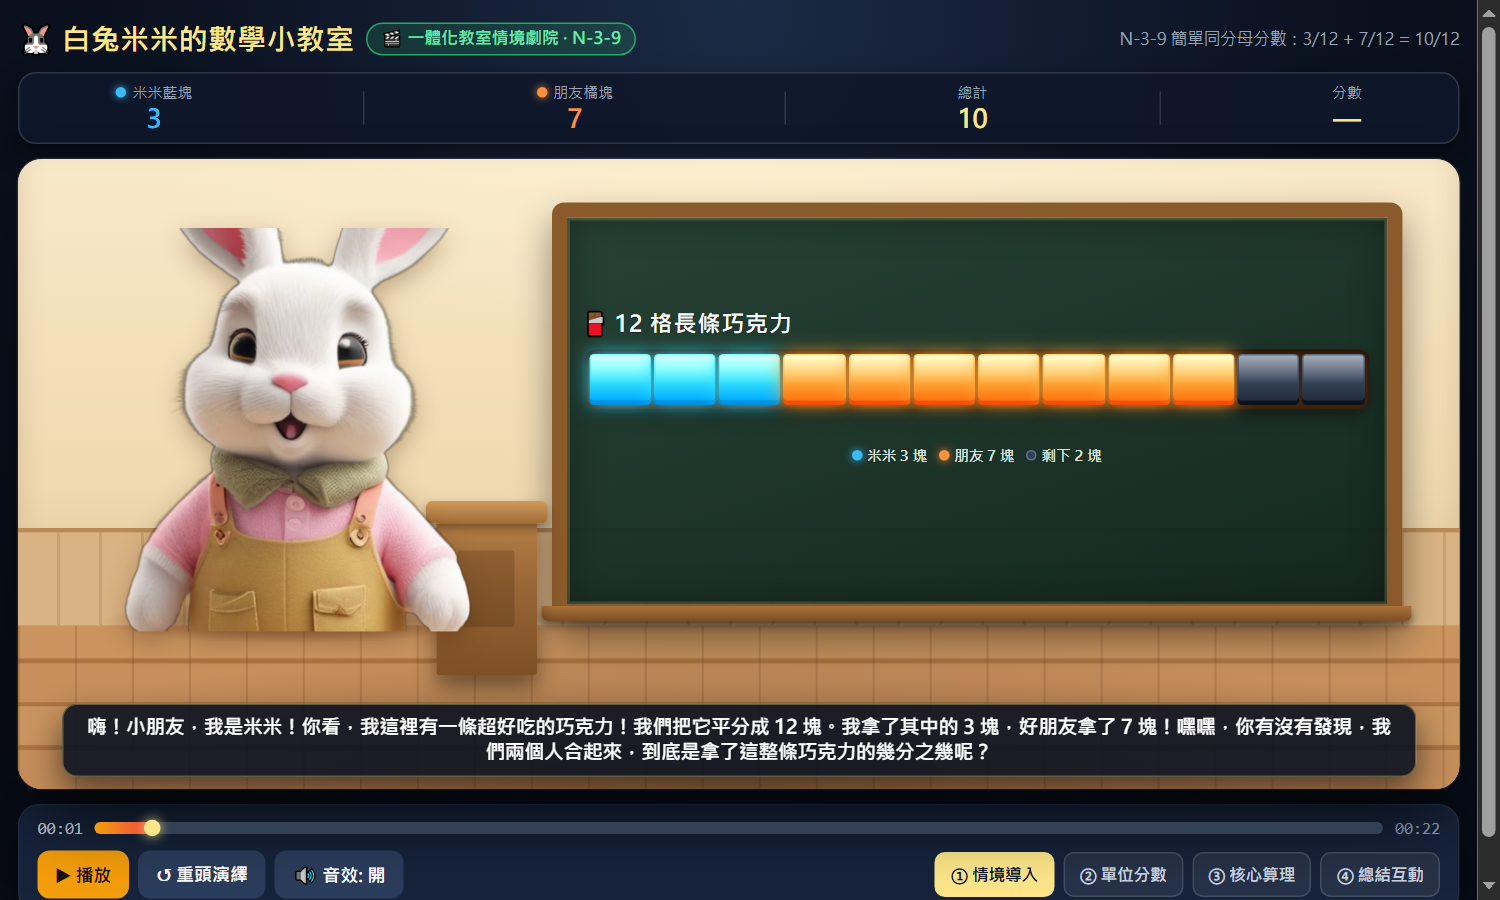 白兔米米的數學小教室
一體化教室情境劇院 · N-3-9
N-3-9 簡單同分母分數：3/12 + 7/12 = 10/12
米米藍塊
3
朋友橘塊
7
總計
10
分數
—
12 格長條巧克力
米米 3 塊 朋友 7 塊 剩下 2 塊
嗨！小朋友，我是米米！你看，我這裡有一條超好吃的巧克力！我們把它平分成 12 塊。我拿了其中的 3 塊，好朋友拿了 7 塊！嘿嘿，你有沒有發現，我
們兩個人合起來，到底是拿了這整條巧克力的幾分之幾呢？
00:01
00:22
▶ 播放
↺ 重頭演繹
音效: 開
① 情境導入
② 單位分數
③ 核心算理
④ 總結互動